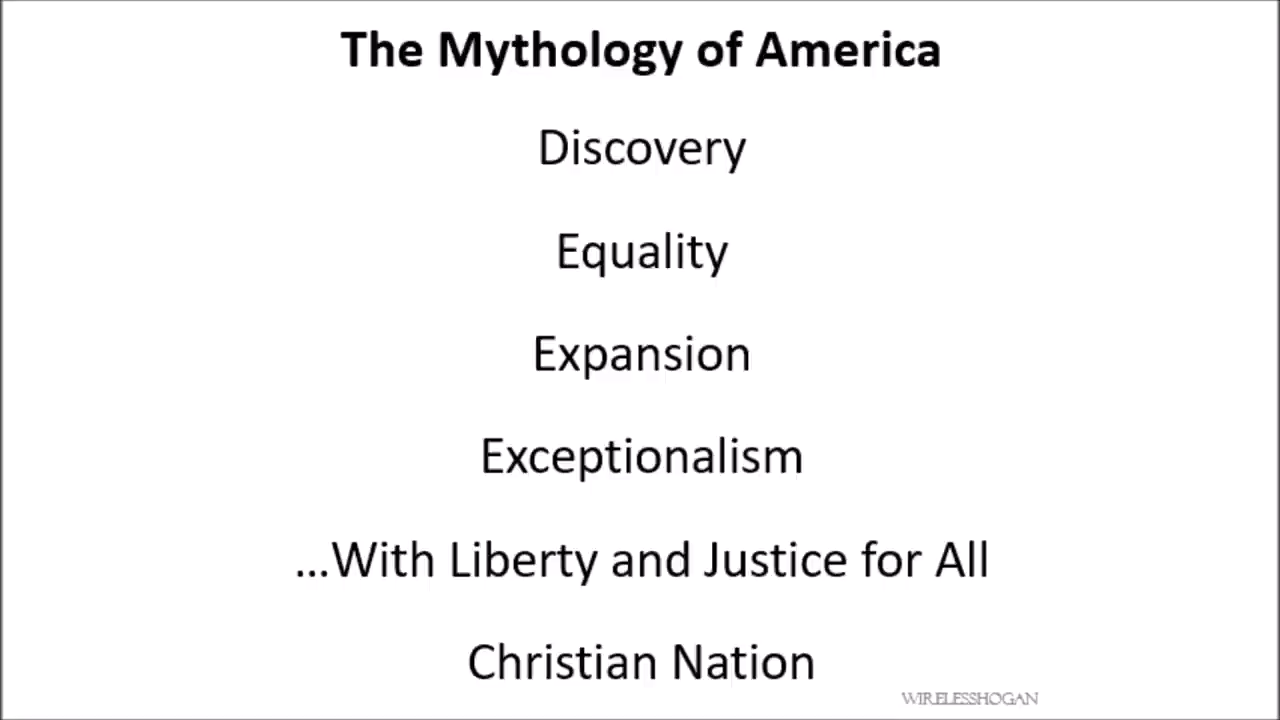 The Mythology of America
Discovery
Equality
Expansion
Exceptionalism
...With Liberty and Justice for All
Christian Nation
WIRELESSHOGAN